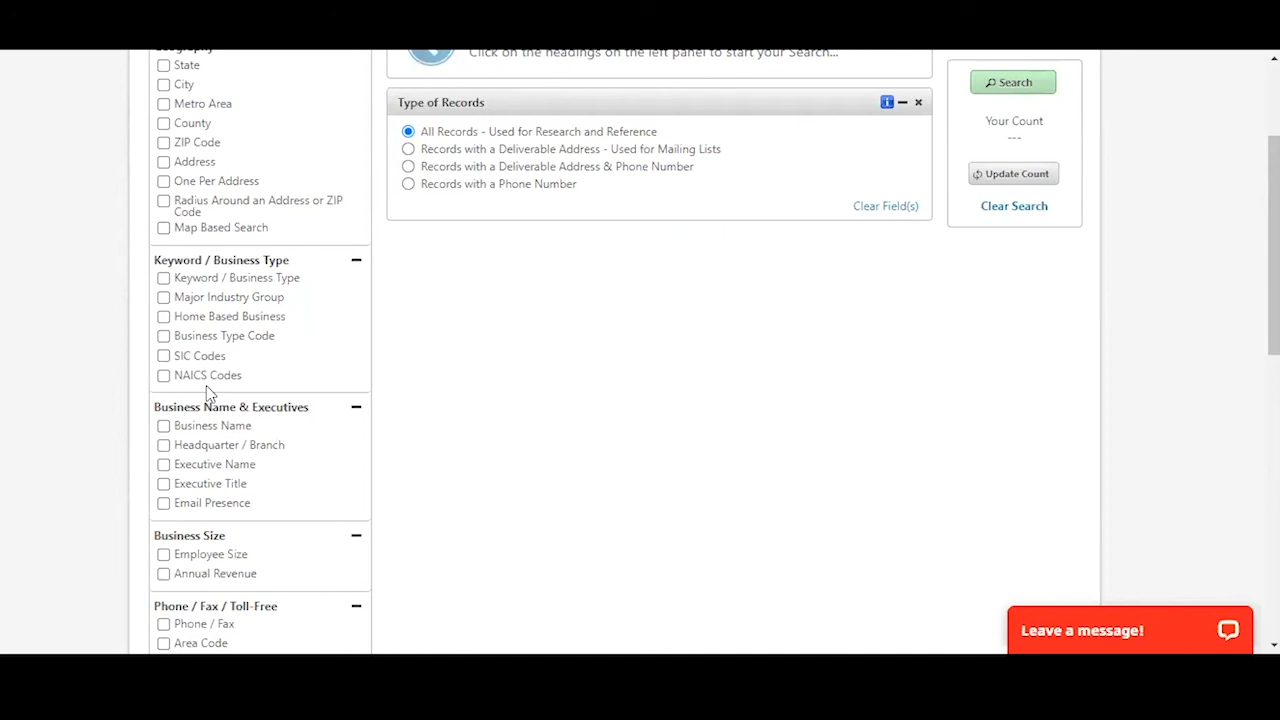 Geography
State
City
Metro Area
County
ZIP Code
Address
One Per Address
Radius Around an Address or ZIP
Code
Map Based Search
Keyword / Business Type
Keyword / Business Type
Major Industry Group
Home Based Business
Business Type Code
SIC Codes
NAICS Codes
Business Name & Executives
Business Name
Headquarter / Branch
Executive Name
Executive Title
Email Presence
Business Size
Employee Size
Annual Revenue
Phone / Fax / Toll-Free
Phone / Fax
Area Code
Click on the headings on the left panel to start your Search...
Type of Records
All Records - Used for Research and Reference
Records with a Deliverable Address - Used for Mailing Lists
Records with a Deliverable Address & Phone Number
Records with a Phone Number
Clear Field(s)
Search
Your Count
---
Update Count
Clear Search
Leave a message!